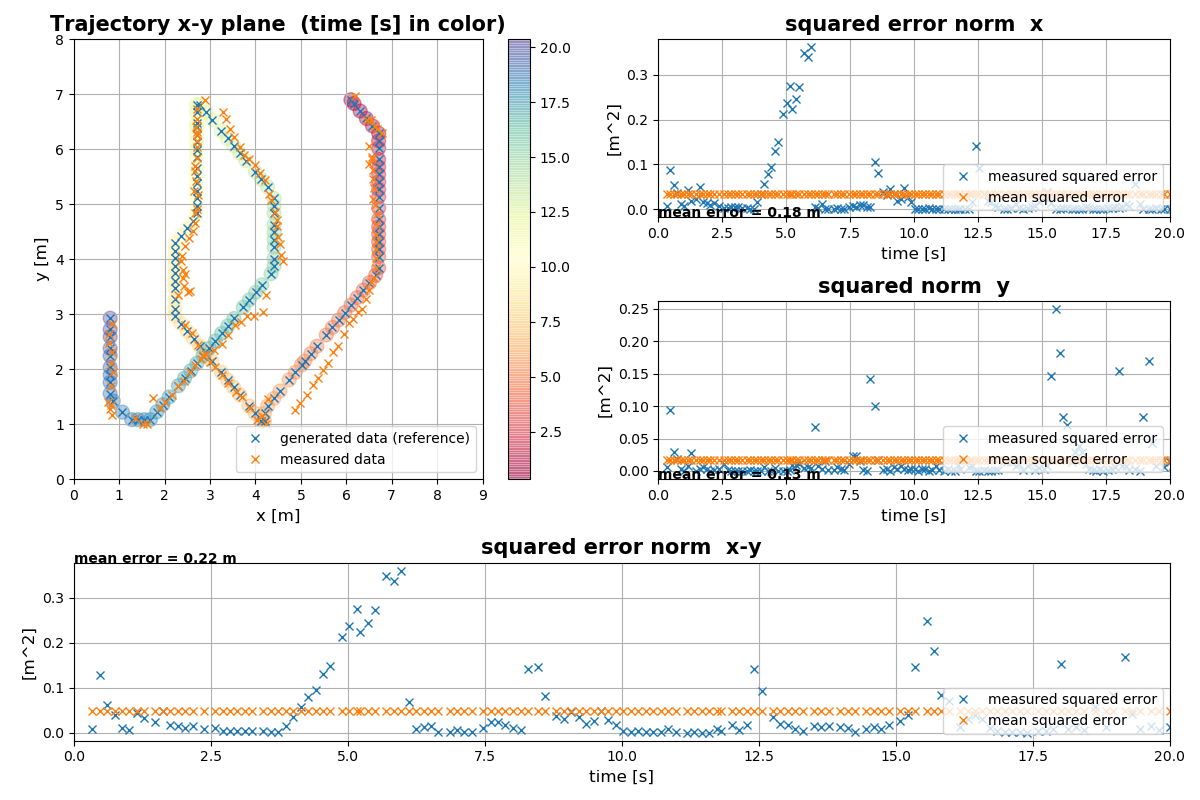 Trajectory x-y plane  (time [s] in color)
8
7
6
5
4
3
2
1
0
y [m]
0 1 2 3 4 5 6 7 8 9
x [m]
generated data (reference)
measured data
20.0
17.5
15.0
12.5
10.0
7.5
5.0
2.5
squared error norm  x
0.3
0.2
0.1
0.0
[m^2]
measured squared error
mean squared error
mean error = 0.18 m
0.0 2.5 5.0 7.5 10.0 12.5 15.0 17.5 20.0
time [s]
squared norm  y
0.25
0.20
0.15
0.10
0.05
0.00
[m^2]
measured squared error
mean squared error
mean error = 0.13 m
0.0 2.5 5.0 7.5 10.0 12.5 15.0 17.5 20.0
time [s]
squared error norm  x-y
mean error = 0.22 m
0.3
0.2
0.1
0.0
[m^2]
measured squared error
mean squared error
0.0 2.5 5.0 7.5 10.0 12.5 15.0 17.5 20.0
time [s]